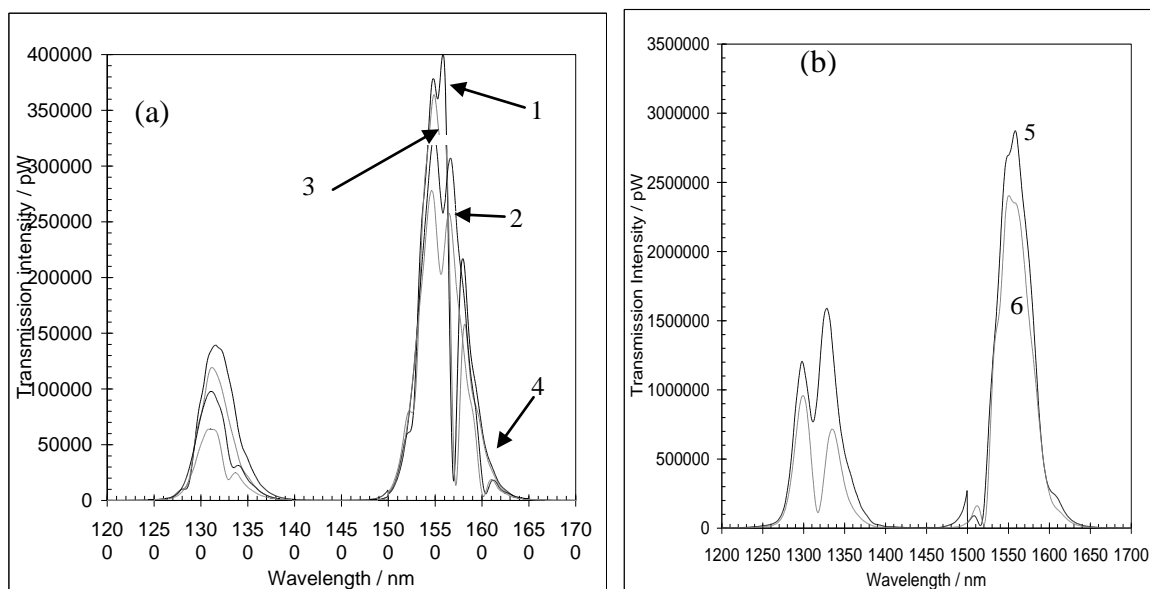 (a)
Transmission intensity / pW
400000
350000
300000
250000
200000
150000
100000
50000
0
1
3
2
4
120 125 130 135 140 145 150 155 160 165 170
0 0 0 0 0 0 0 0 0 0 0
Wavelength / nm
(b)
Transmission Intensity / pW
3500000
3000000
2500000
2000000
1500000
1000000
500000
0
5
6
1200 1250 1300 1350 1400 1450 1500 1550 1600 1650 1700
Wavelength / nm